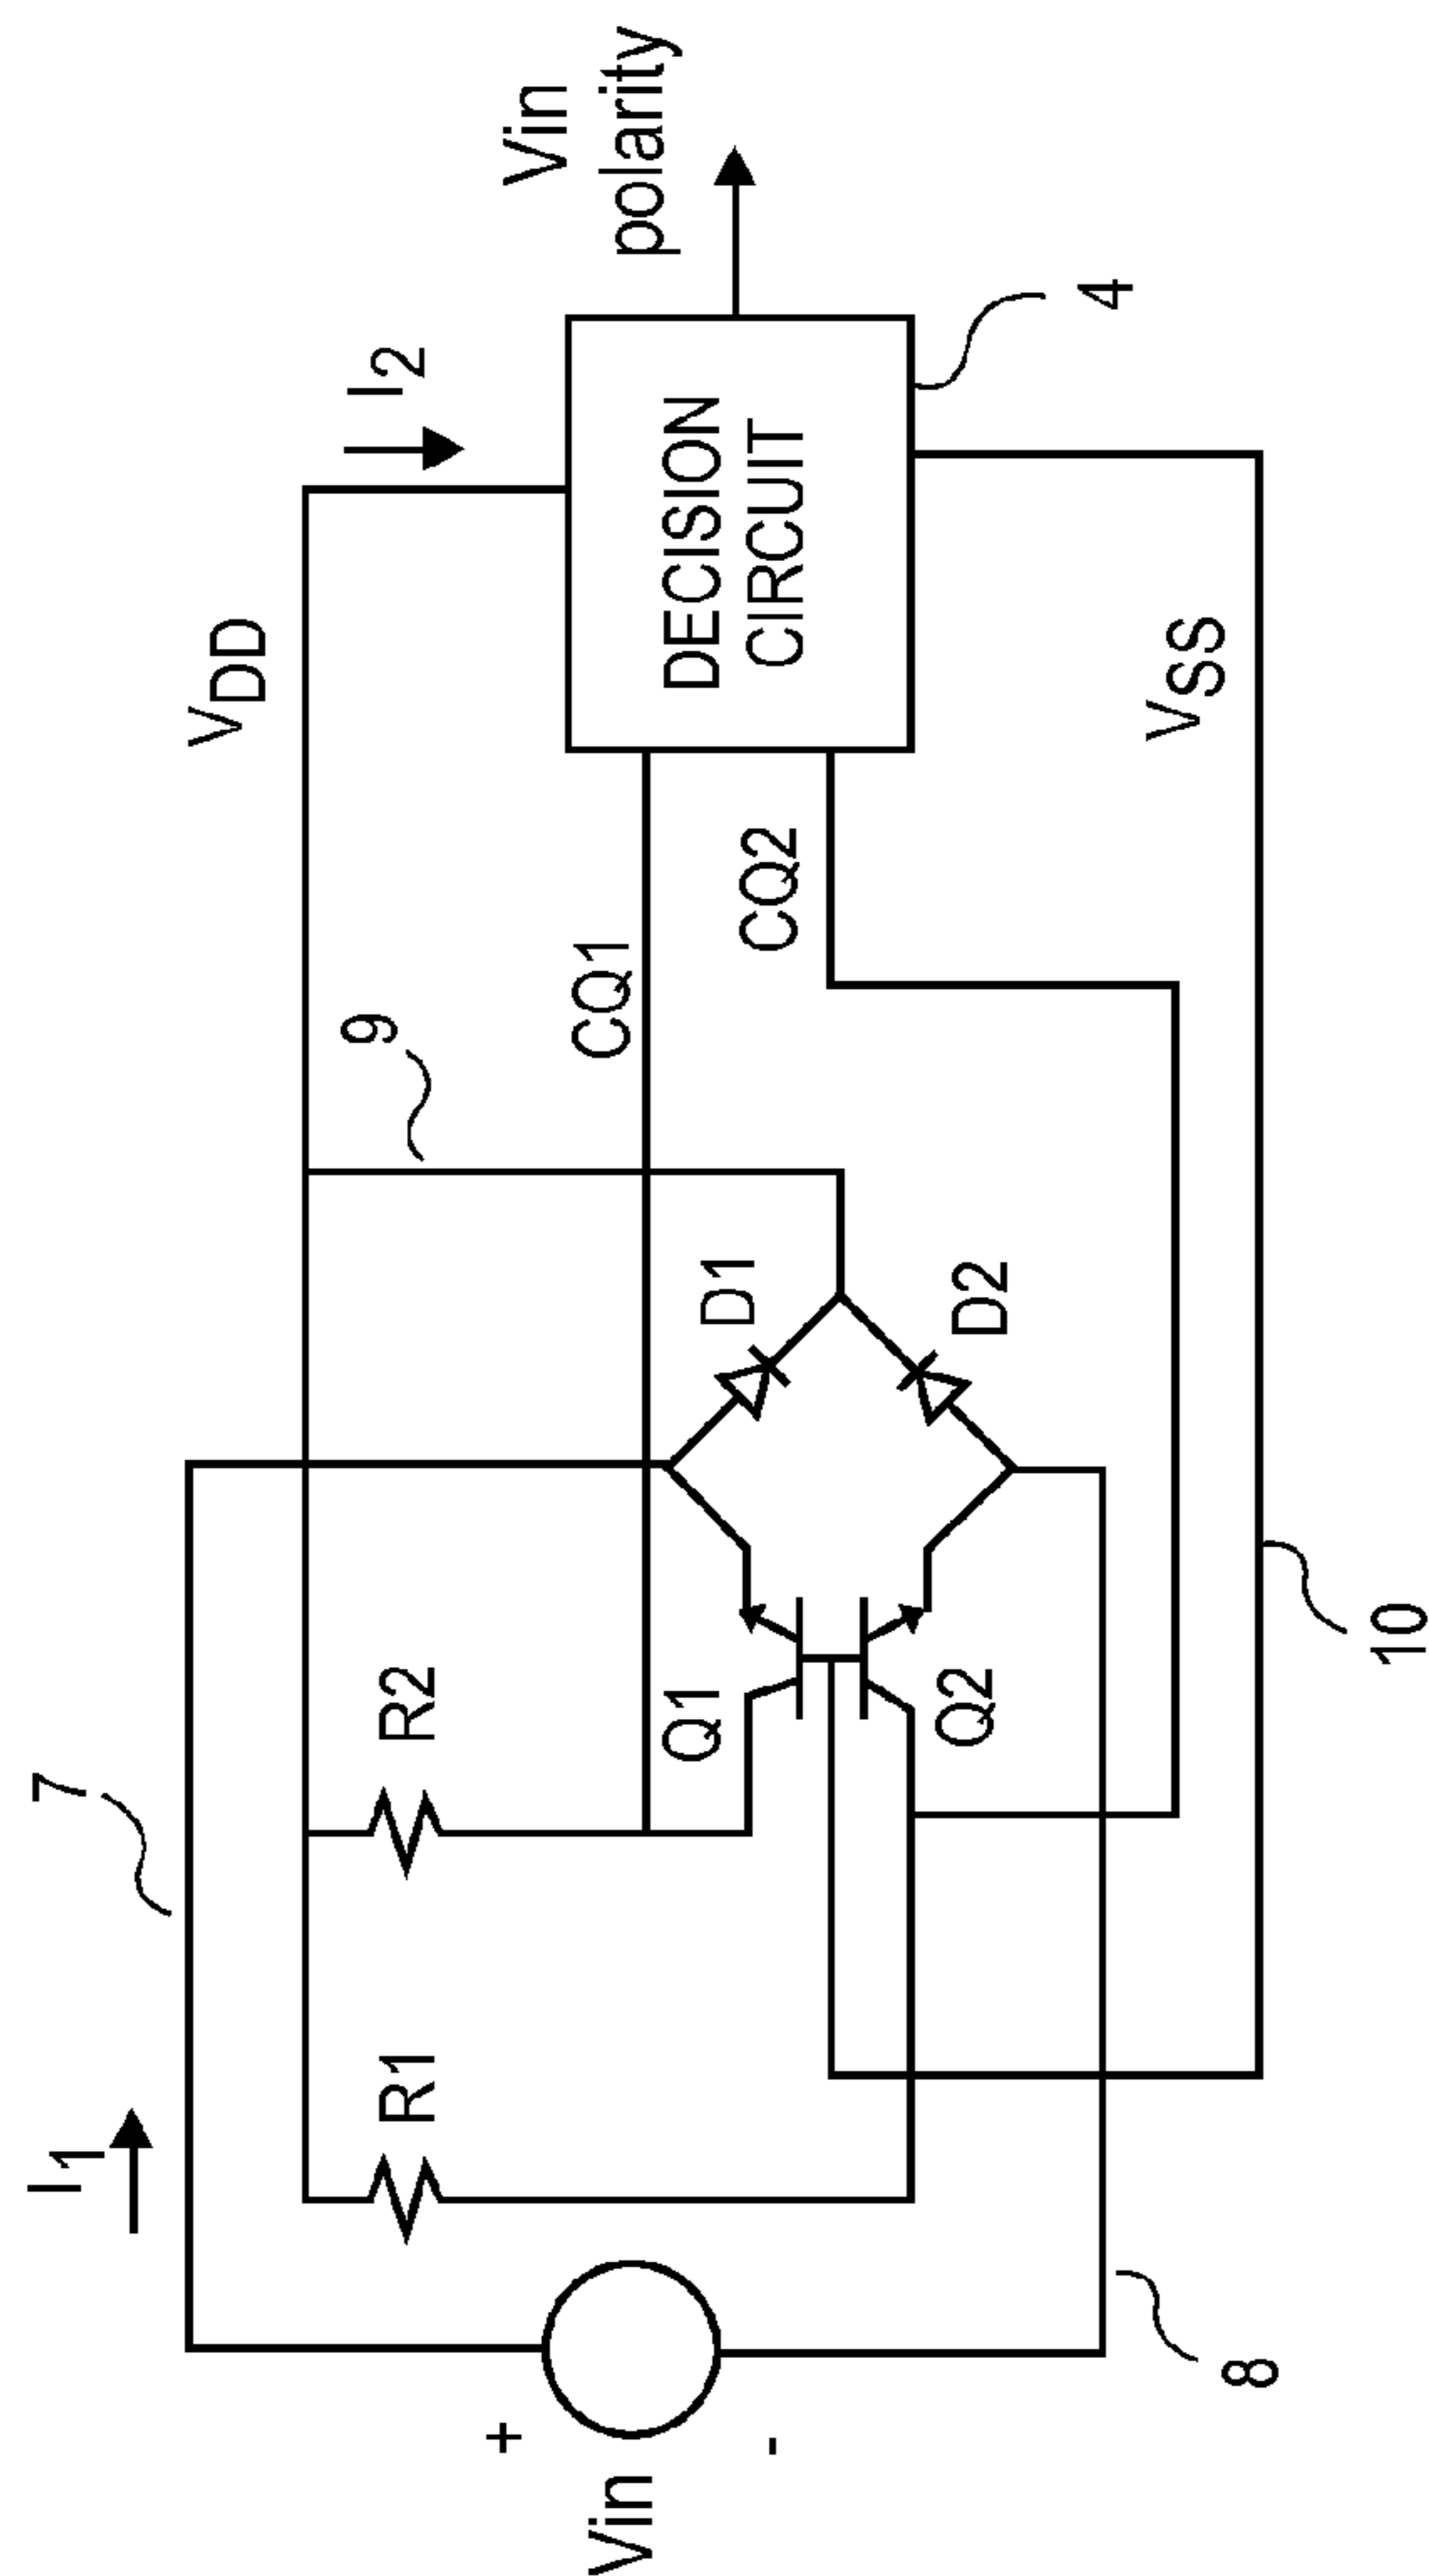 I1
7
VDD
I2
Vin
polarity
9
R1
R2
CQ1
D1
DECISION
CIRCUIT
CQ2
Q1
+
Vin
-
Q2
D2
4
VSS
8
10